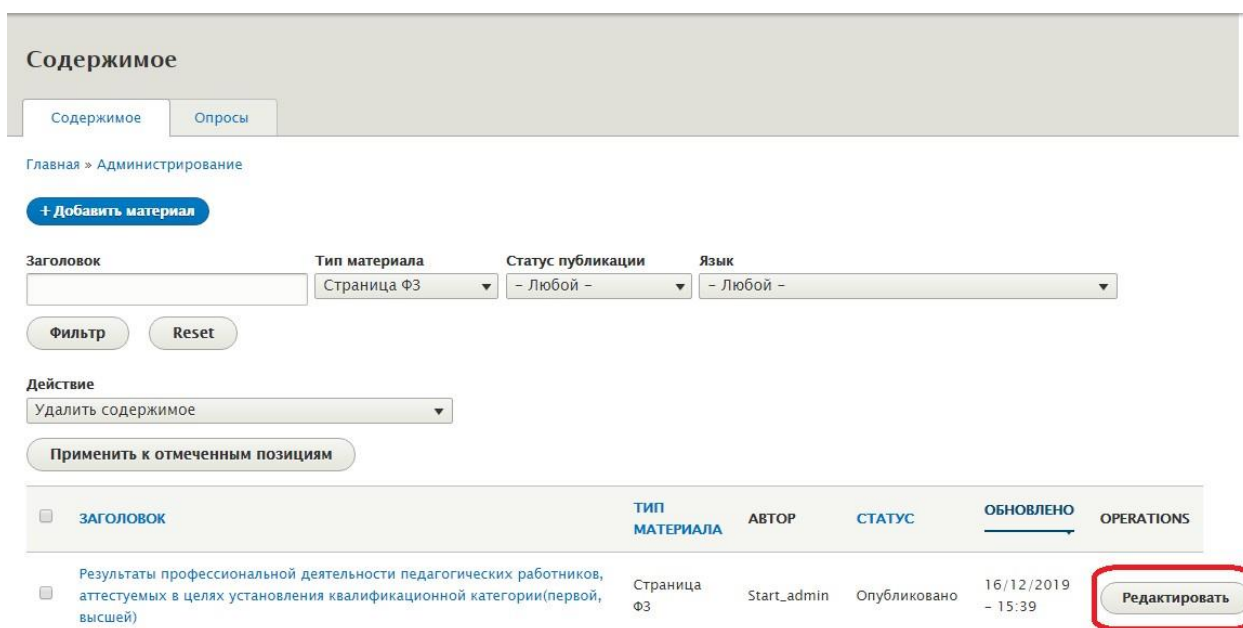 Содержимое
Содержимое Опросы
Главная » Администрирование
+ Добавить материал
Заголовок Тип материала Статус публикации Язык
Страница ФЗ – Любой – – Любой –
Фильтр Reset
Действие
Удалить содержимое
Применить к отмеченным позициям
ЗАГОЛОВОК ТИП МАТЕРИАЛА АВТОР СТАТУС ОБНОВЛЕНО OPERATIONS
Результаты профессиональной деятельности педагогических работников,
аттестуемых в целях установления квалификационной категории(первой,
высшей)
Страница
ФЗ
Start_admin Опубликовано
16/12/2019
– 15:39
Редактировать